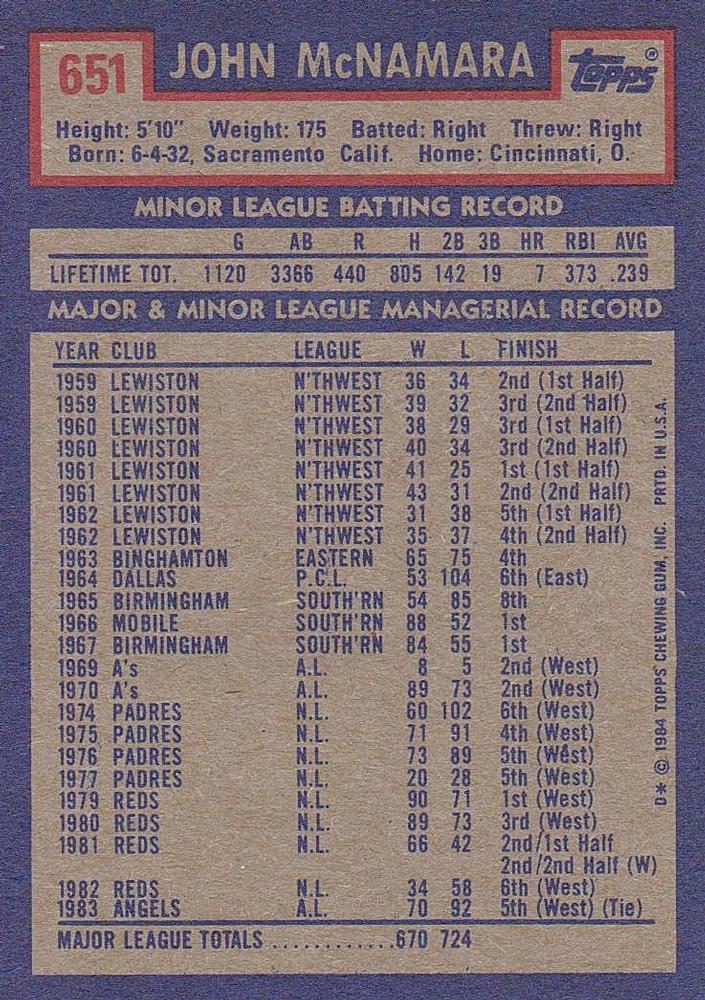 651 JOHN McNAMARA TOPPS®
Height: 5'10" Weight: 175 Batted: Right Threw: Right
Born: 6-4-32, Sacramento Calif. Home: Cincinnati, O.
MINOR LEAGUE BATTING RECORD
G AB R H 2B 3B HR RBI AVG
LIFETIME TOT. 1120 3366 440 805 142 19 7 373 .239
MAJOR & MINOR LEAGUE MANAGERIAL RECORD
YEAR CLUB LEAGUE W L FINISH
1959 LEWISTON N'THWEST 36 34 2nd (1st Half)
1959 LEWISTON N'THWEST 39 32 3rd (2nd Half)
1960 LEWISTON N'THWEST 38 29 3rd (1st Half)
1960 LEWISTON N'THWEST 40 34 3rd (2nd Half)
1961 LEWISTON N'THWEST 41 25 1st (1st Half)
1961 LEWISTON N'THWEST 43 31 2nd (2nd Half)
1962 LEWISTON N'THWEST 31 38 5th (1st Half)
1962 LEWISTON N'THWEST 35 37 4th (2nd Half)
1963 BINGHAMTON EASTERN 65 75 4th
1964 DALLAS P.C.L. 53 104 6th (East)
1965 BIRMINGHAM SOUTH'RN 54 85 8th
1966 MOBILE SOUTH'RN 88 52 1st
1967 BIRMINGHAM SOUTH'RN 84 55 1st
1969 A's A.L. 8 5 2nd (West)
1970 A's A.L. 89 73 2nd (West)
1974 PADRES N.L. 60 102 6th (West)
1975 PADRES N.L. 71 91 4th (West)
1976 PADRES N.L. 73 89 5th (West)
1977 PADRES N.L. 20 28 5th (West)
1979 REDS N.L. 90 71 1st (West)
1980 REDS N.L. 89 73 3rd (West)
1981 REDS N.L. 66 42 2nd/1st Half
2nd/2nd Half (W)
1982 REDS N.L. 34 58 6th (West)
1983 ANGELS A.L. 70 92 5th (West) (Tie)
MAJOR LEAGUE TOTALS ............670 724
D* © 1984 TOPPS CHEWING GUM, INC. PRTD. IN U.S.A.